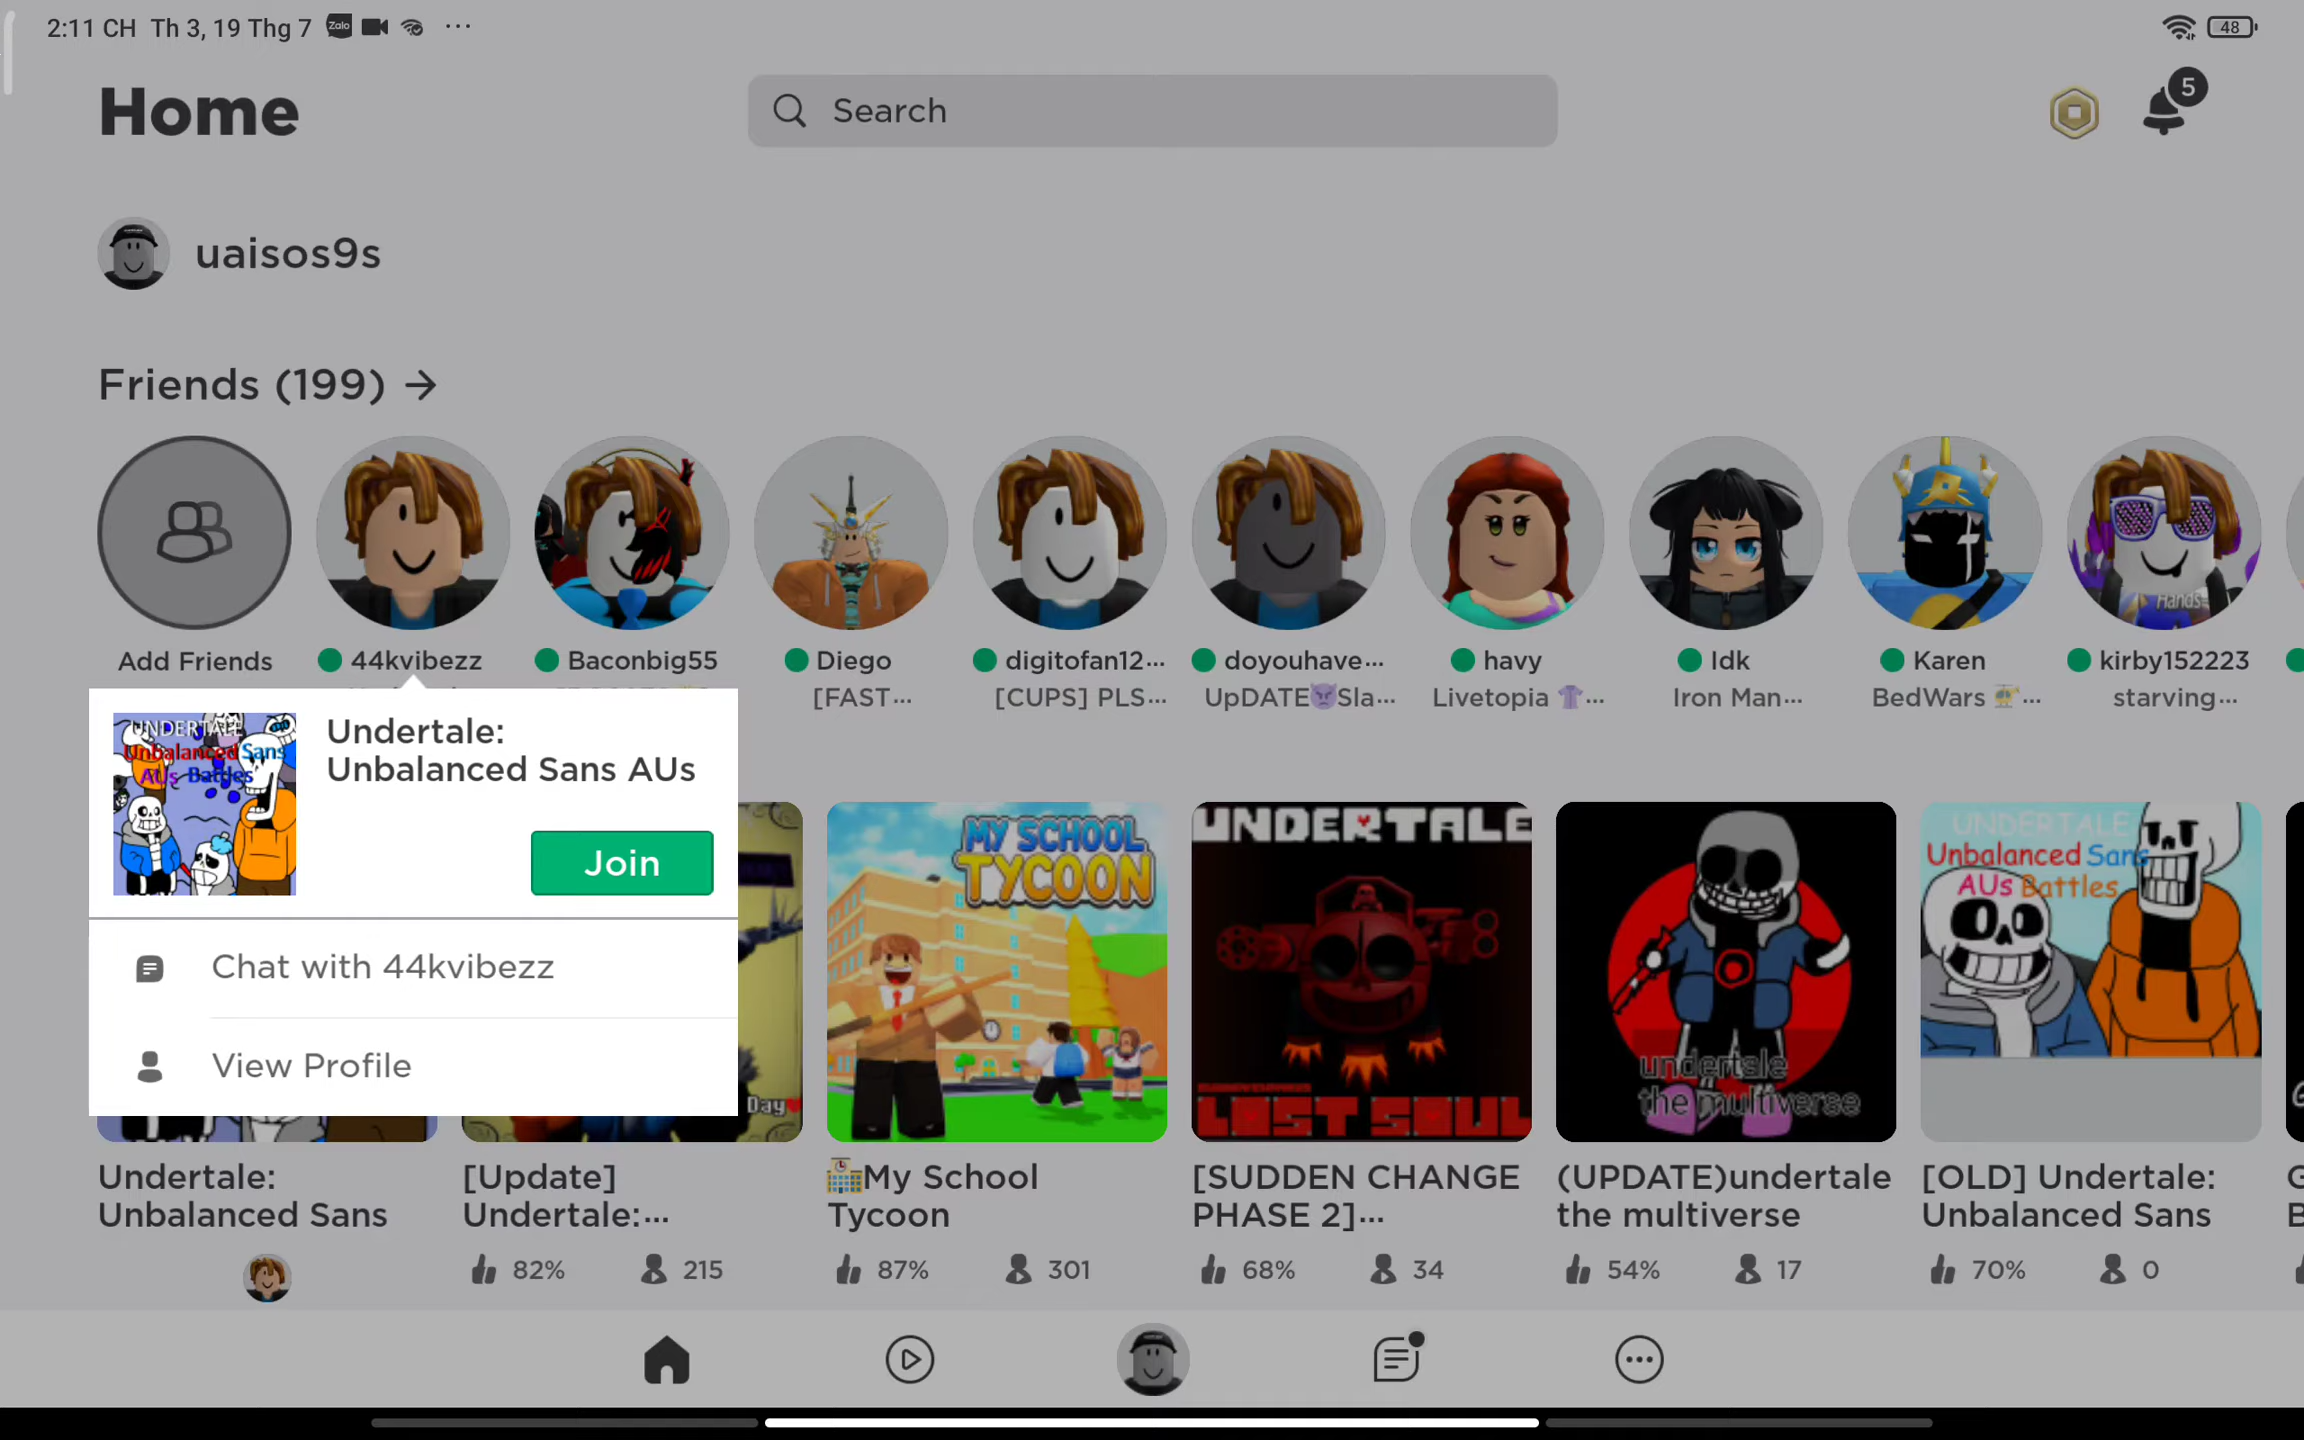 2:11 CH Th 3, 19 Thg 7 Zalo ···
48
Home
Search
5
uaisos9s
Friends (199) →
Add Friends
44kvibezz
Baconbig55
Diego
[FAST...
digitofan12...
[CUPS] PLS...
doyouhave...
UpDATE👿Sla...
havy
Livetopia 👚...
Idk
Iron Man...
Karen
BedWars 🚁...
kirby152223
starving...
Hands
UNDERTALE
Unbalanced Sans
AUs Battles
Undertale:
Unbalanced Sans AUs
Join
Chat with 44kvibezz
View Profile
Day
MY SCHOOL
TYCOON
UNDERTALE
LOST SOUL
undertale
the multiverse
UNDERTALE
Unbalanced Sans
AUs Battles
Undertale:
Unbalanced Sans
[Update]
Undertale:...
82% 215
🏫My School
Tycoon
87% 301
[SUDDEN CHANGE
PHASE 2]...
68% 34
(UPDATE)undertale
the multiverse
54% 17
[OLD] Undertale:
Unbalanced Sans
70% 0